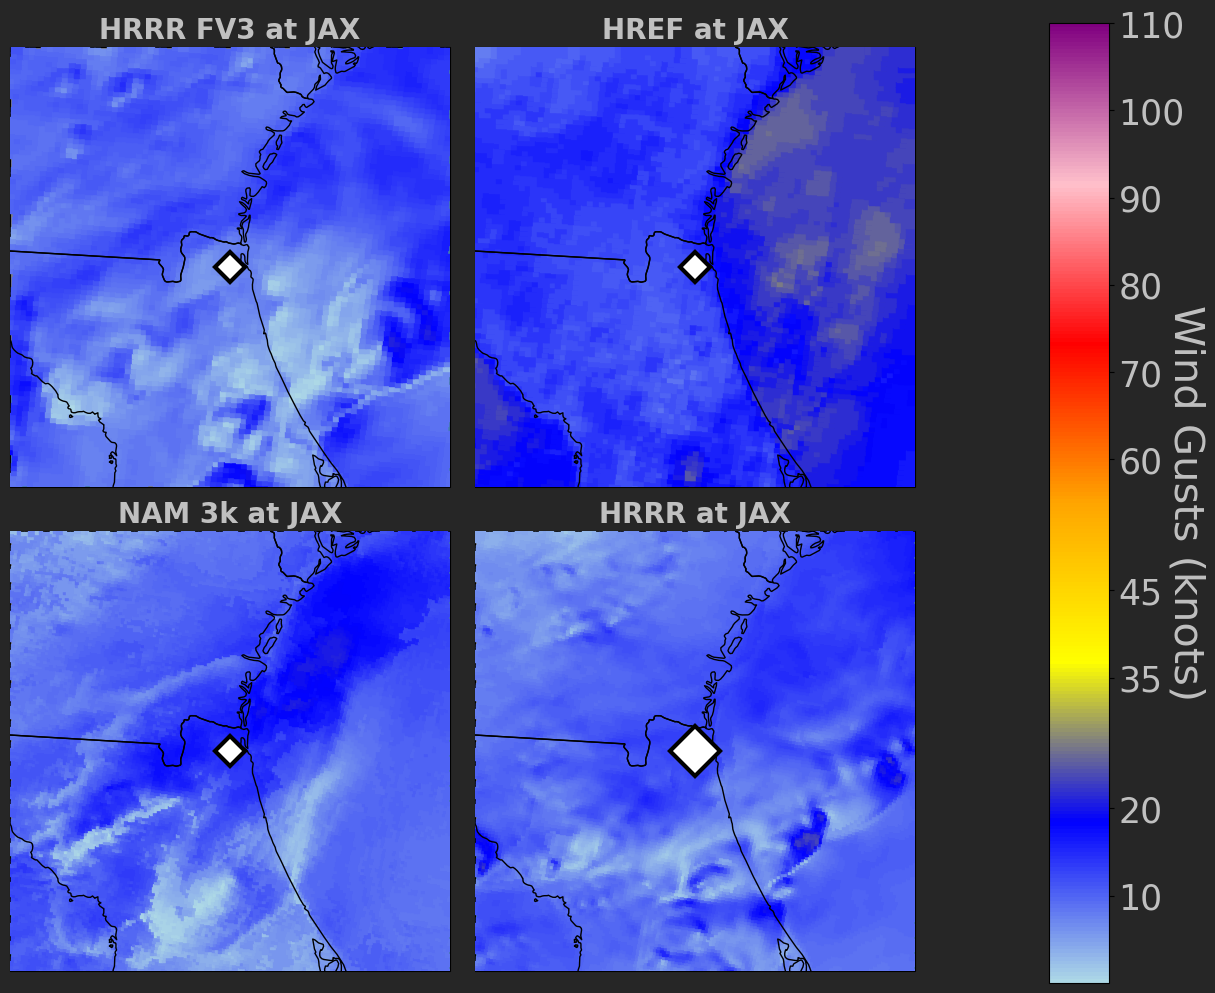 HRRR FV3 at JAX
HREF at JAX
NAM 3k at JAX
HRRR at JAX
110
100
90
80
70
60
45
35
20
10
Wind Gusts (knots)